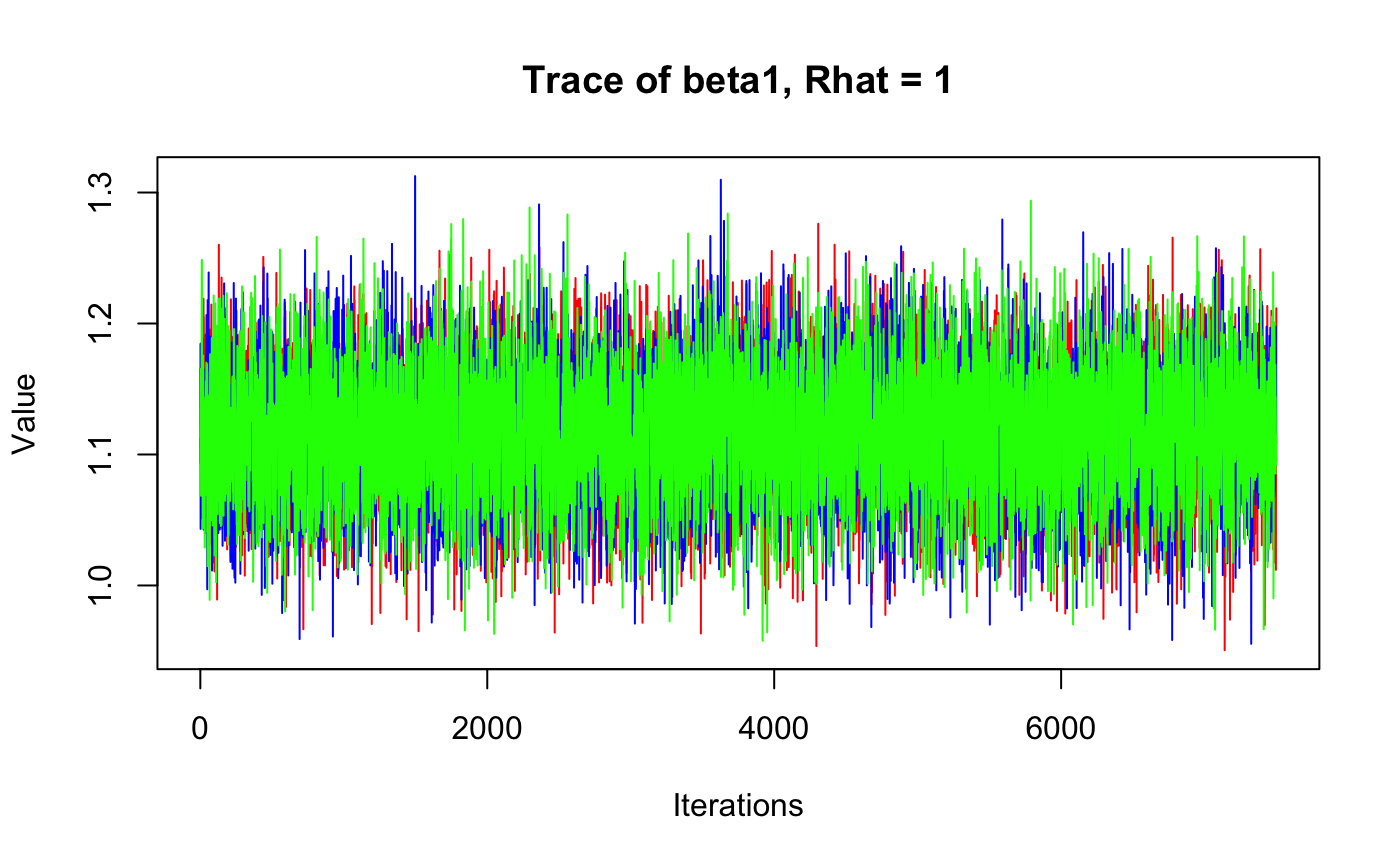 Trace of beta1, Rhat = 1
1.3
1.2
1.1
1.0
Value
0 2000 4000 6000
Iterations